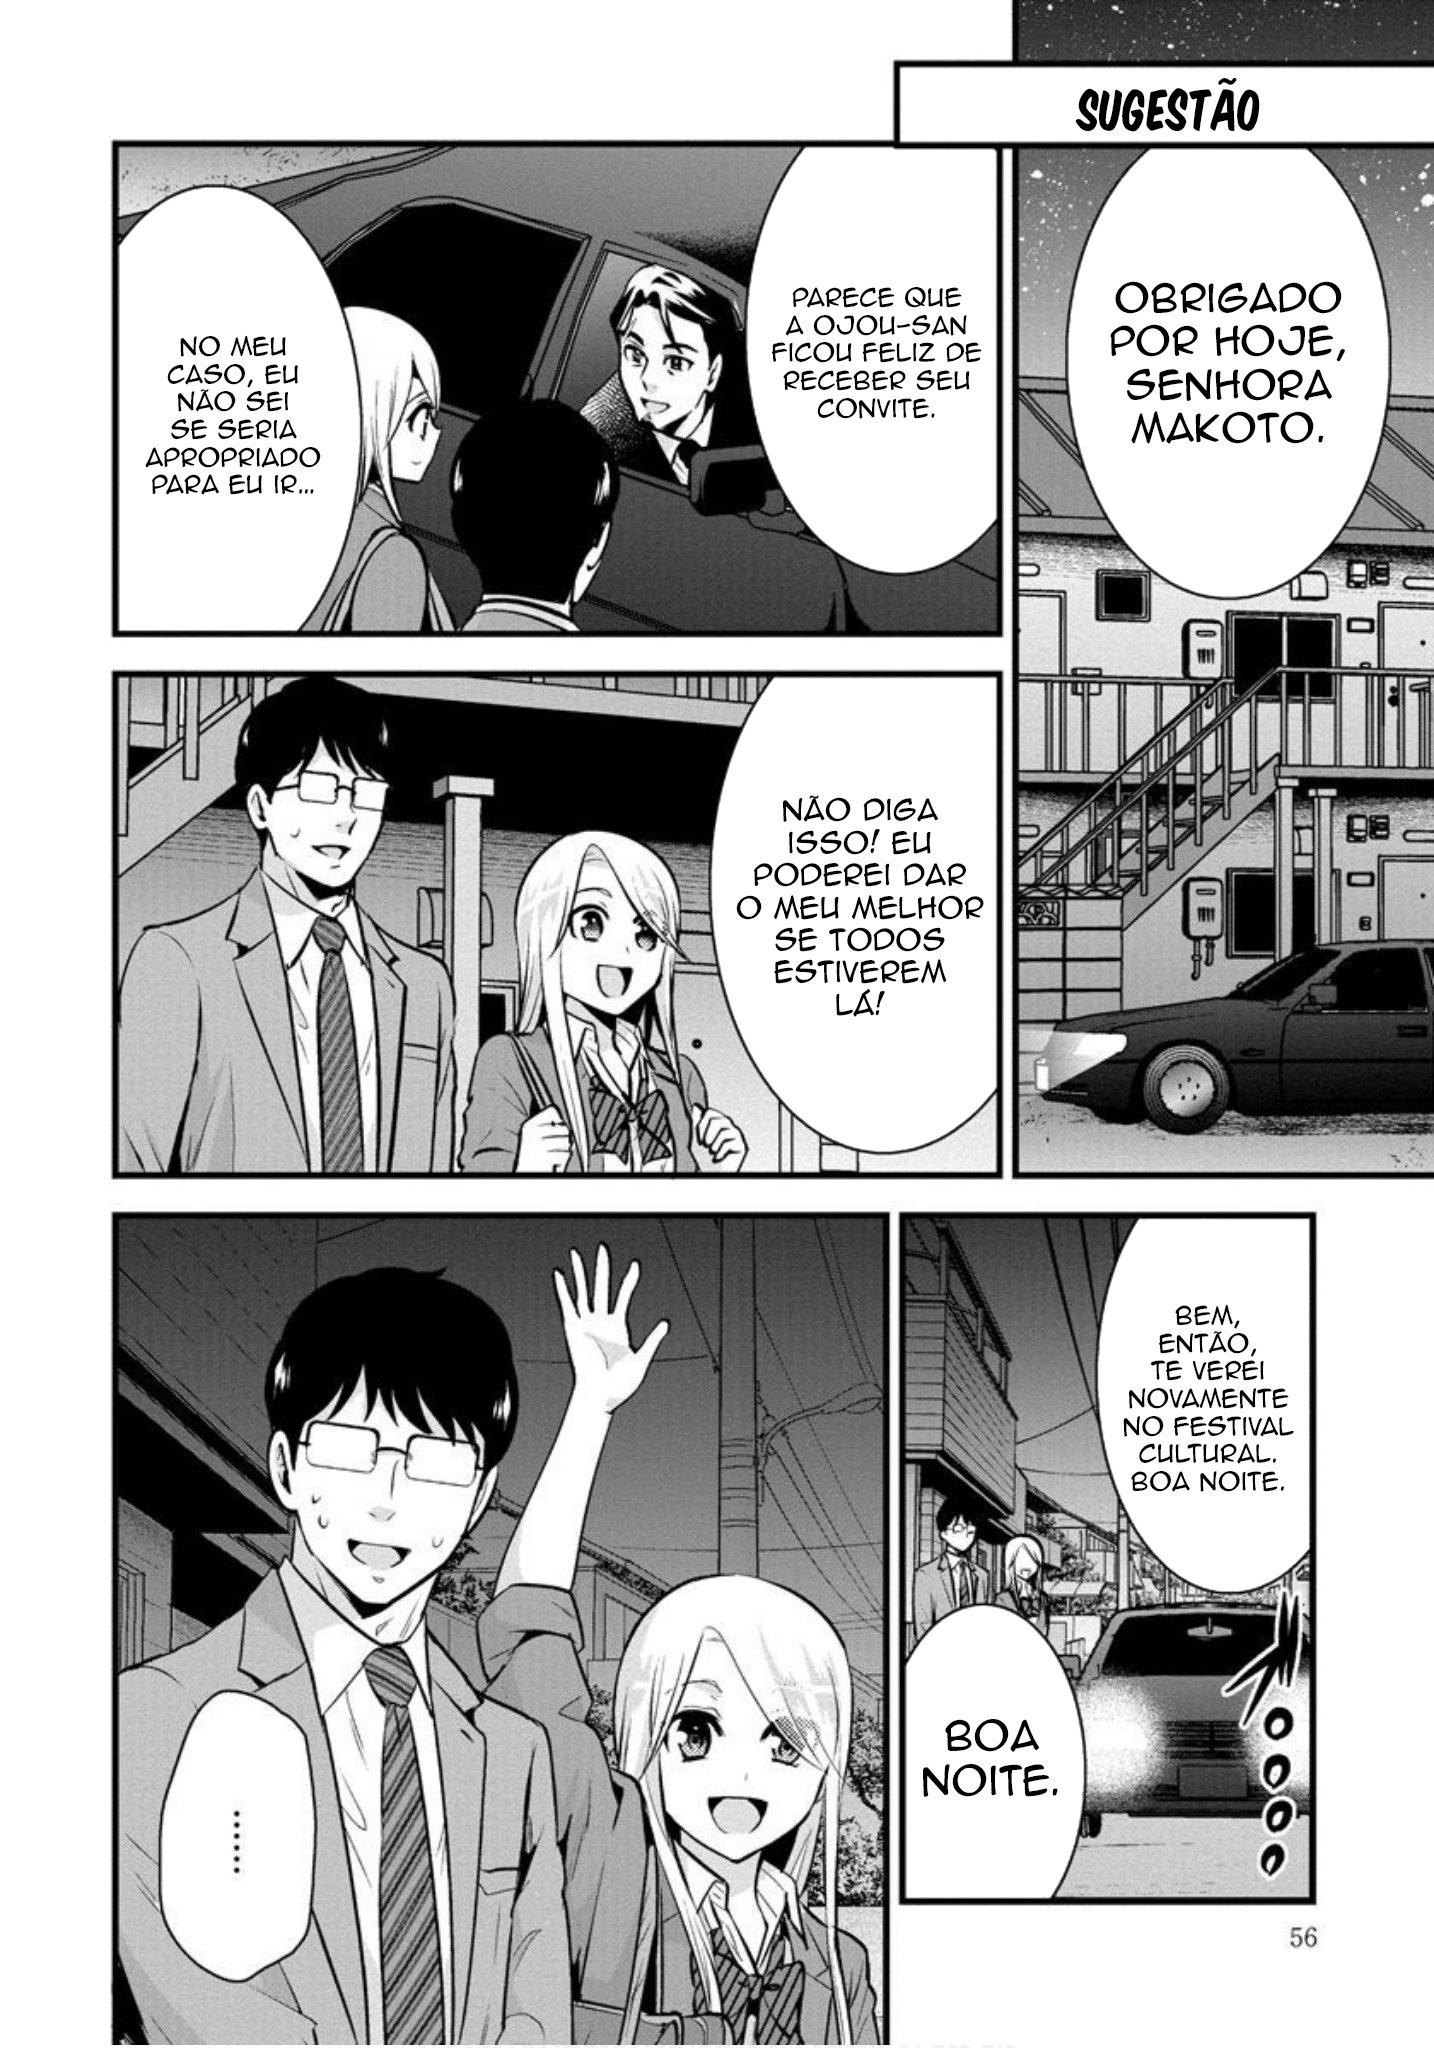 SUGESTÃO
OBRIGADO
POR HOJE,
SENHORA
MAKOTO.
PARECE QUE
A OJOU-SAN
FICOU FELIZ DE
RECEBER SEU
CONVITE.
NO MEU
CASO, EU
NÃO SEI
SE SERIA
APROPRIADO
PARA EU IR...
NÃO DIGA
ISSO! EU
PODEREI DAR
O MEU MELHOR
SE TODOS
ESTIVEREM
LÁ!
BEM,
ENTÃO,
TE VEREI
NOVAMENTE
NO FESTIVAL
CULTURAL.
BOA NOITE.
BOA
NOITE.
......
56